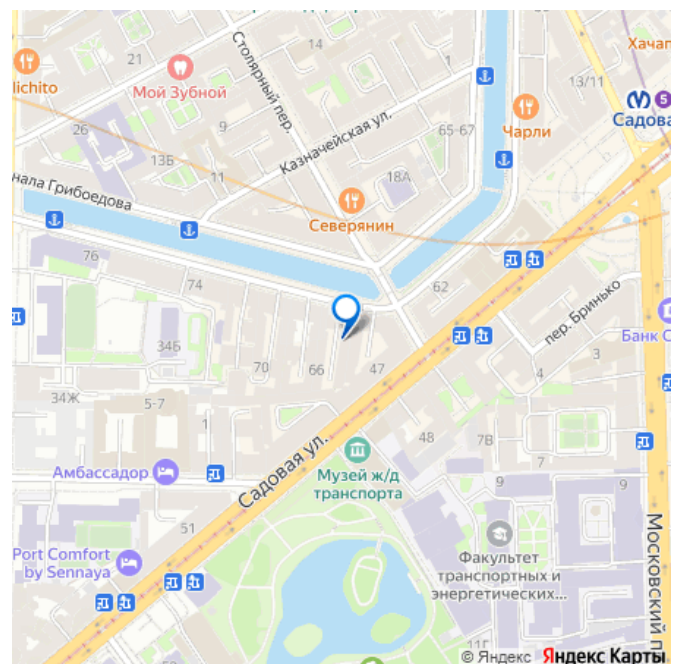 14
21
Столярный пер.
Хачап
13/11
lichito
Мой Зубной
5
Садова
Чарли
26
9
65-67
Казначейская ул.
13Б
11
18А
нала Грибоедова
Северянин
76
74
62
пер. Бринько
Банк С
34Б
70
66
47
3
4
34Ж
5-7
1
48
7В
7
Садовая ул.
Музей ж/д
транспорта
Амбассадор
9
9
51
Port Comfort
by Sennaya
Факультет
транспортных и
энергетических...
Московский п
11Г
© Яндекс Яндекс Карты